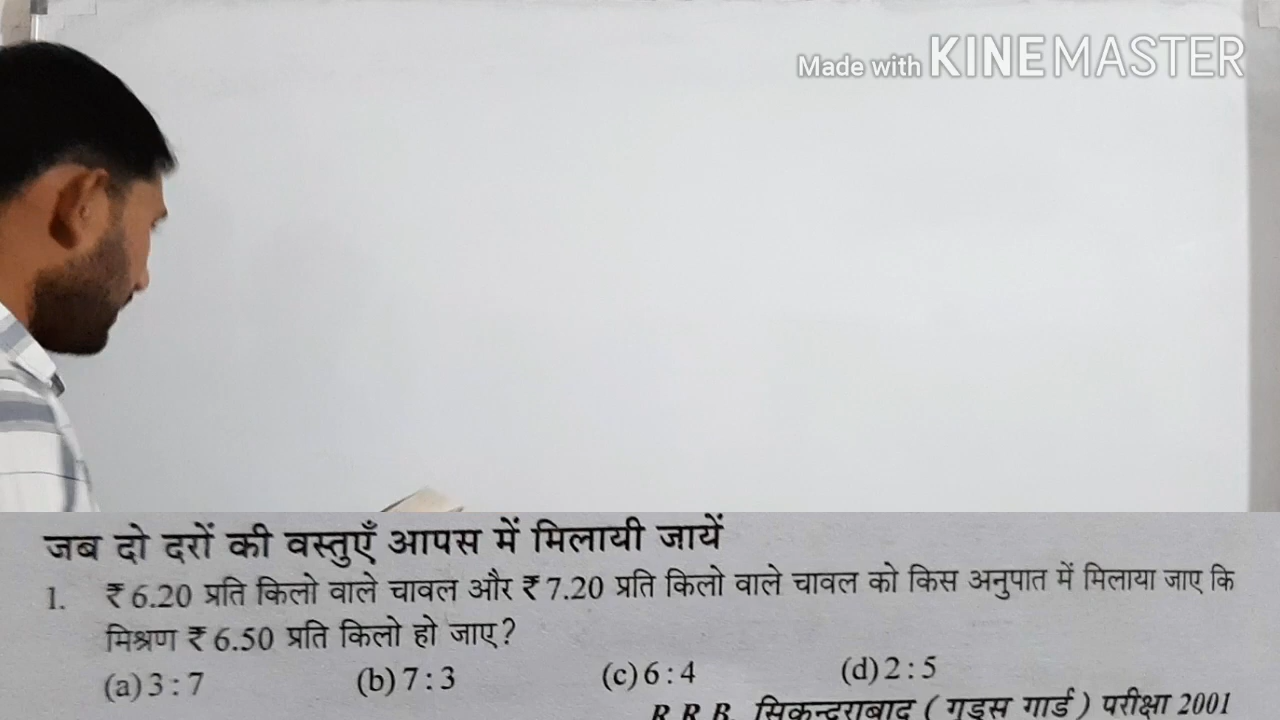 Made with KINEMASTER
जब दो दरों की वस्तुएँ आपस में मिलायी जायें
1. ₹ 6.20 प्रति किलो वाले चावल और ₹ 7.20 प्रति किलो वाले चावल को किस अनुपात में मिलाया जाए कि
मिश्रण ₹ 6.50 प्रति किलो हो जाए?
(a) 3 : 7 (b) 7 : 3 (c) 6 : 4 (d) 2 : 5
R.R.B. सिकन्दराबाद ( गुड्स गार्ड ) परीक्षा 2001